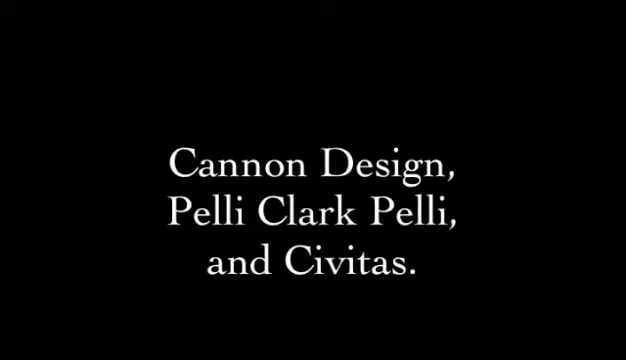 Cannon Design,
Pelli Clark Pelli,
and Civitas.